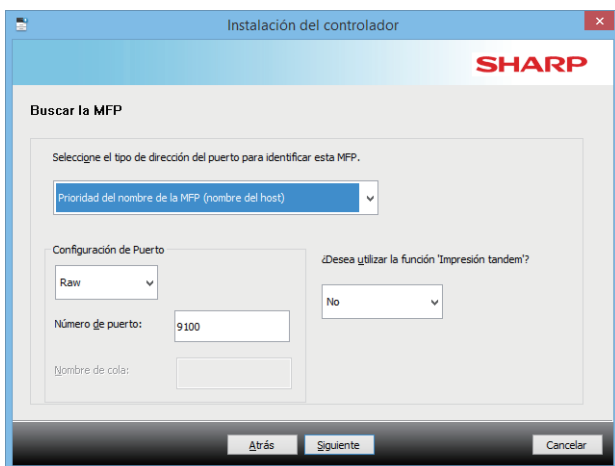 Instalación del controlador
SHARP
Buscar la MFP
Seleccione el tipo de dirección del puerto para identificar esta MFP.
Prioridad del nombre de la MFP (nombre del host)
Configuración de Puerto
Raw
Número de puerto:
9100
Nombre de cola:
¿Desea utilizar la función 'Impresión tandem'?
No
Atrás
Siguiente
Cancelar